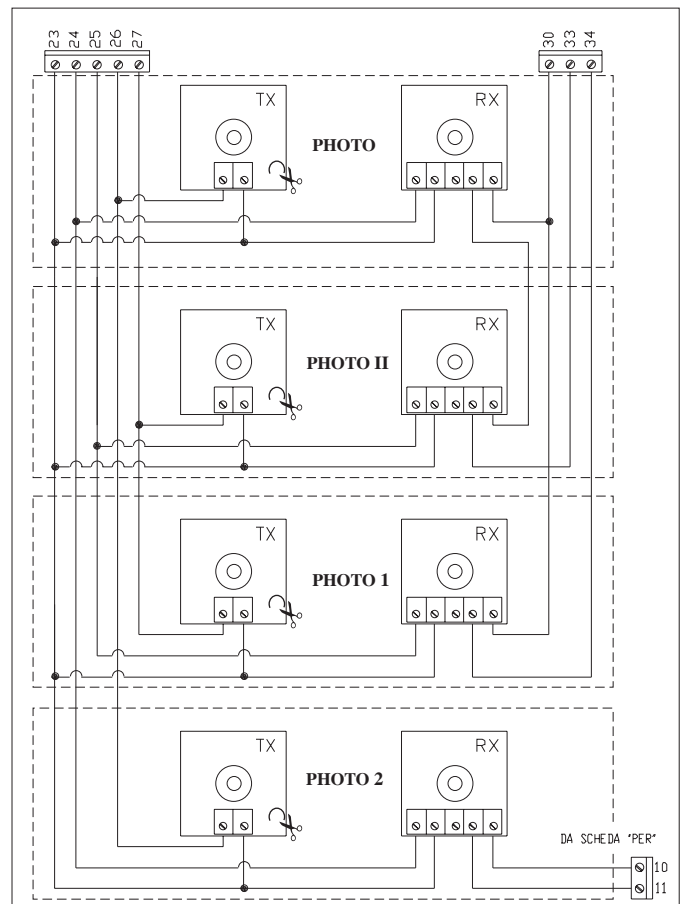 23 24 25 26 27
30 33 34
TX
PHOTO
RX
TX
PHOTO II
RX
TX
PHOTO 1
RX
TX
PHOTO 2
RX
DA SCHEDA "PER"
10
11